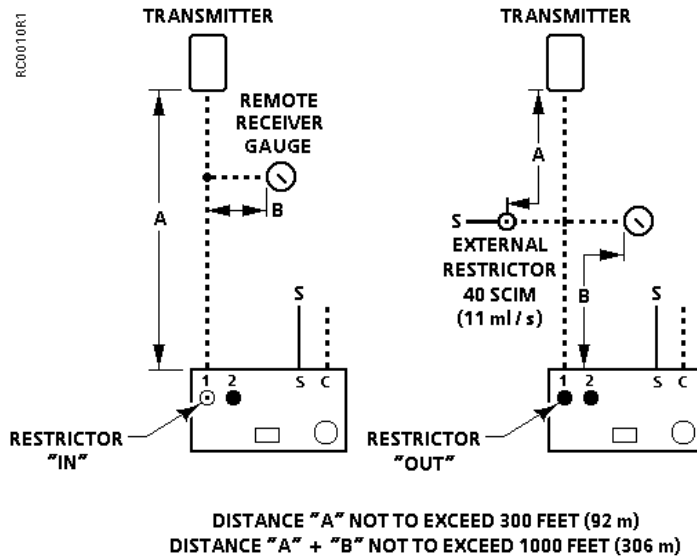 RC0010R1
TRANSMITTER
A
REMOTE
RECEIVER
GAUGE
B
S
1 2 S C
RESTRICTOR
"IN"
TRANSMITTER
A
S
EXTERNAL
RESTRICTOR
40 SCIM
(11 ml / s)
B
S
1 2 S C
RESTRICTOR
"OUT"
DISTANCE "A" NOT TO EXCEED 300 FEET (92 m)
DISTANCE "A" + "B" NOT TO EXCEED 1000 FEET (306 m)